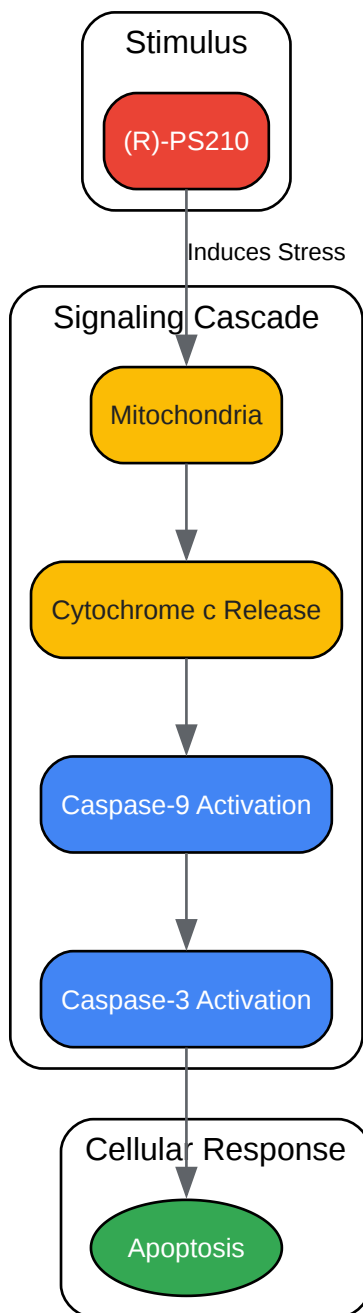 Stimulus
(R)-PS210
Induces Stress
Signaling Cascade
Mitochondria
Cytochrome c Release
Caspase-9 Activation
Caspase-3 Activation
Cellular Response
Apoptosis